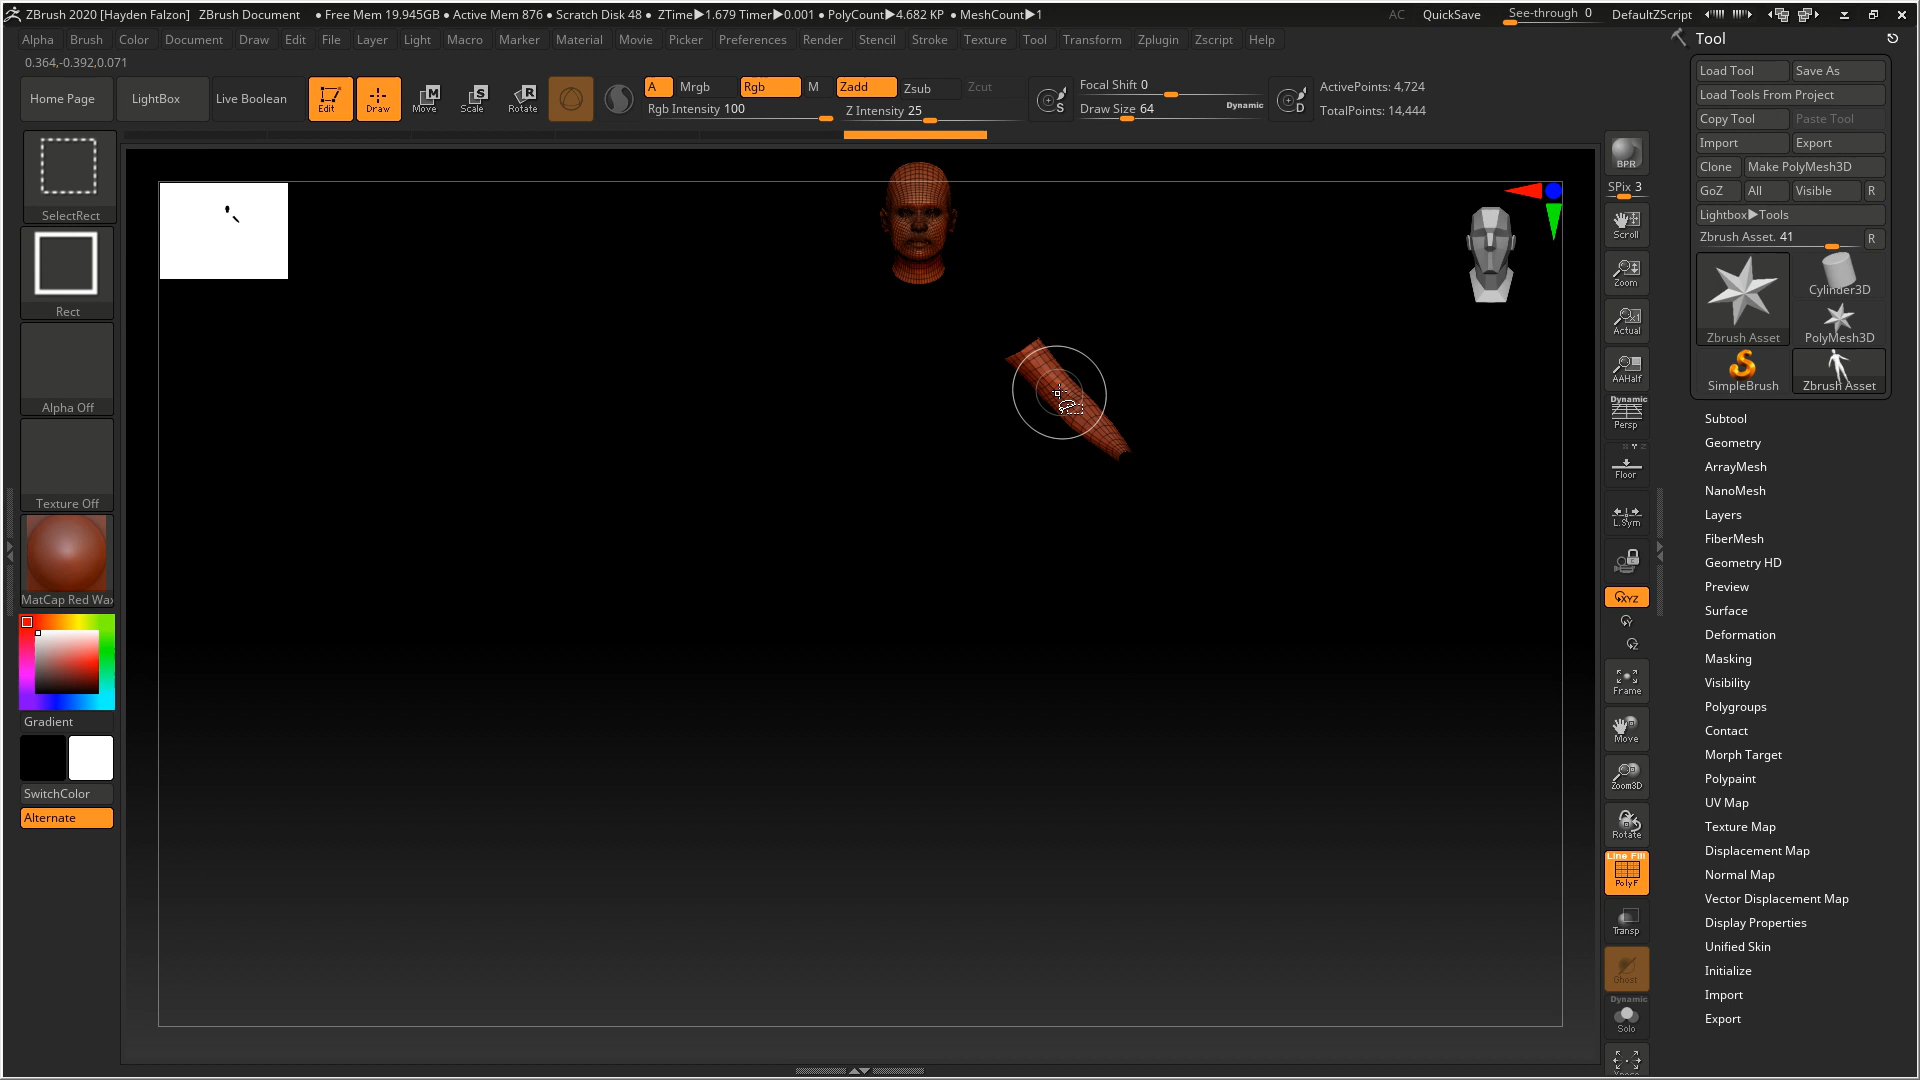 ZBrush 2020 [Hayden Falzon] ZBrush Document ● Free Mem 19.945GB ● Active Mem 876 ● Scratch Disk 48 ● ZTime▶1.679 Timer▶0.001 ● PolyCount▶4.682 KP ● MeshCount▶1 AC QuickSave See-through 0 DefaultZScript
Alpha Brush Color Document Draw Edit File Layer Light Macro Marker Material Movie Picker Preferences Render Stencil Stroke Texture Tool Transform Zplugin Zscript Help
0.364,-0.392,0.071
Home Page LightBox Live Boolean Edit Draw Move Scale Rotate
M S R
A Mrgb Rgb M Zadd Zsub Zcut
Rgb Intensity 100 Z Intensity 25
S Focal Shift 0
Draw Size 64 Dynamic
D ActivePoints: 4,724
TotalPoints: 14,444
SelectRect
Rect
Alpha Off
Texture Off
MatCap Red Wax
Gradient
SwitchColor
Alternate
BPR
SPix 3
Scroll
Zoom
Actual
AAHalf
Dynamic
Persp
Floor
L.Sym
XYZ
Y
Z
Frame
Move
Zoom3D
Rotate
Line Fill
PolyF
Transp
Ghost
Dynamic
Solo
Xpose
Tool
Load Tool Save As
Load Tools From Project
Copy Tool Paste Tool
Import Export
Clone Make PolyMesh3D
GoZ All Visible R
Lightbox▶Tools
Zbrush Asset. 41 R
Cylinder3D
Zbrush Asset PolyMesh3D
SimpleBrush Zbrush Asset
Subtool
Geometry
ArrayMesh
NanoMesh
Layers
FiberMesh
Geometry HD
Preview
Surface
Deformation
Masking
Visibility
Polygroups
Contact
Morph Target
Polypaint
UV Map
Texture Map
Displacement Map
Normal Map
Vector Displacement Map
Display Properties
Unified Skin
Initialize
Import
Export